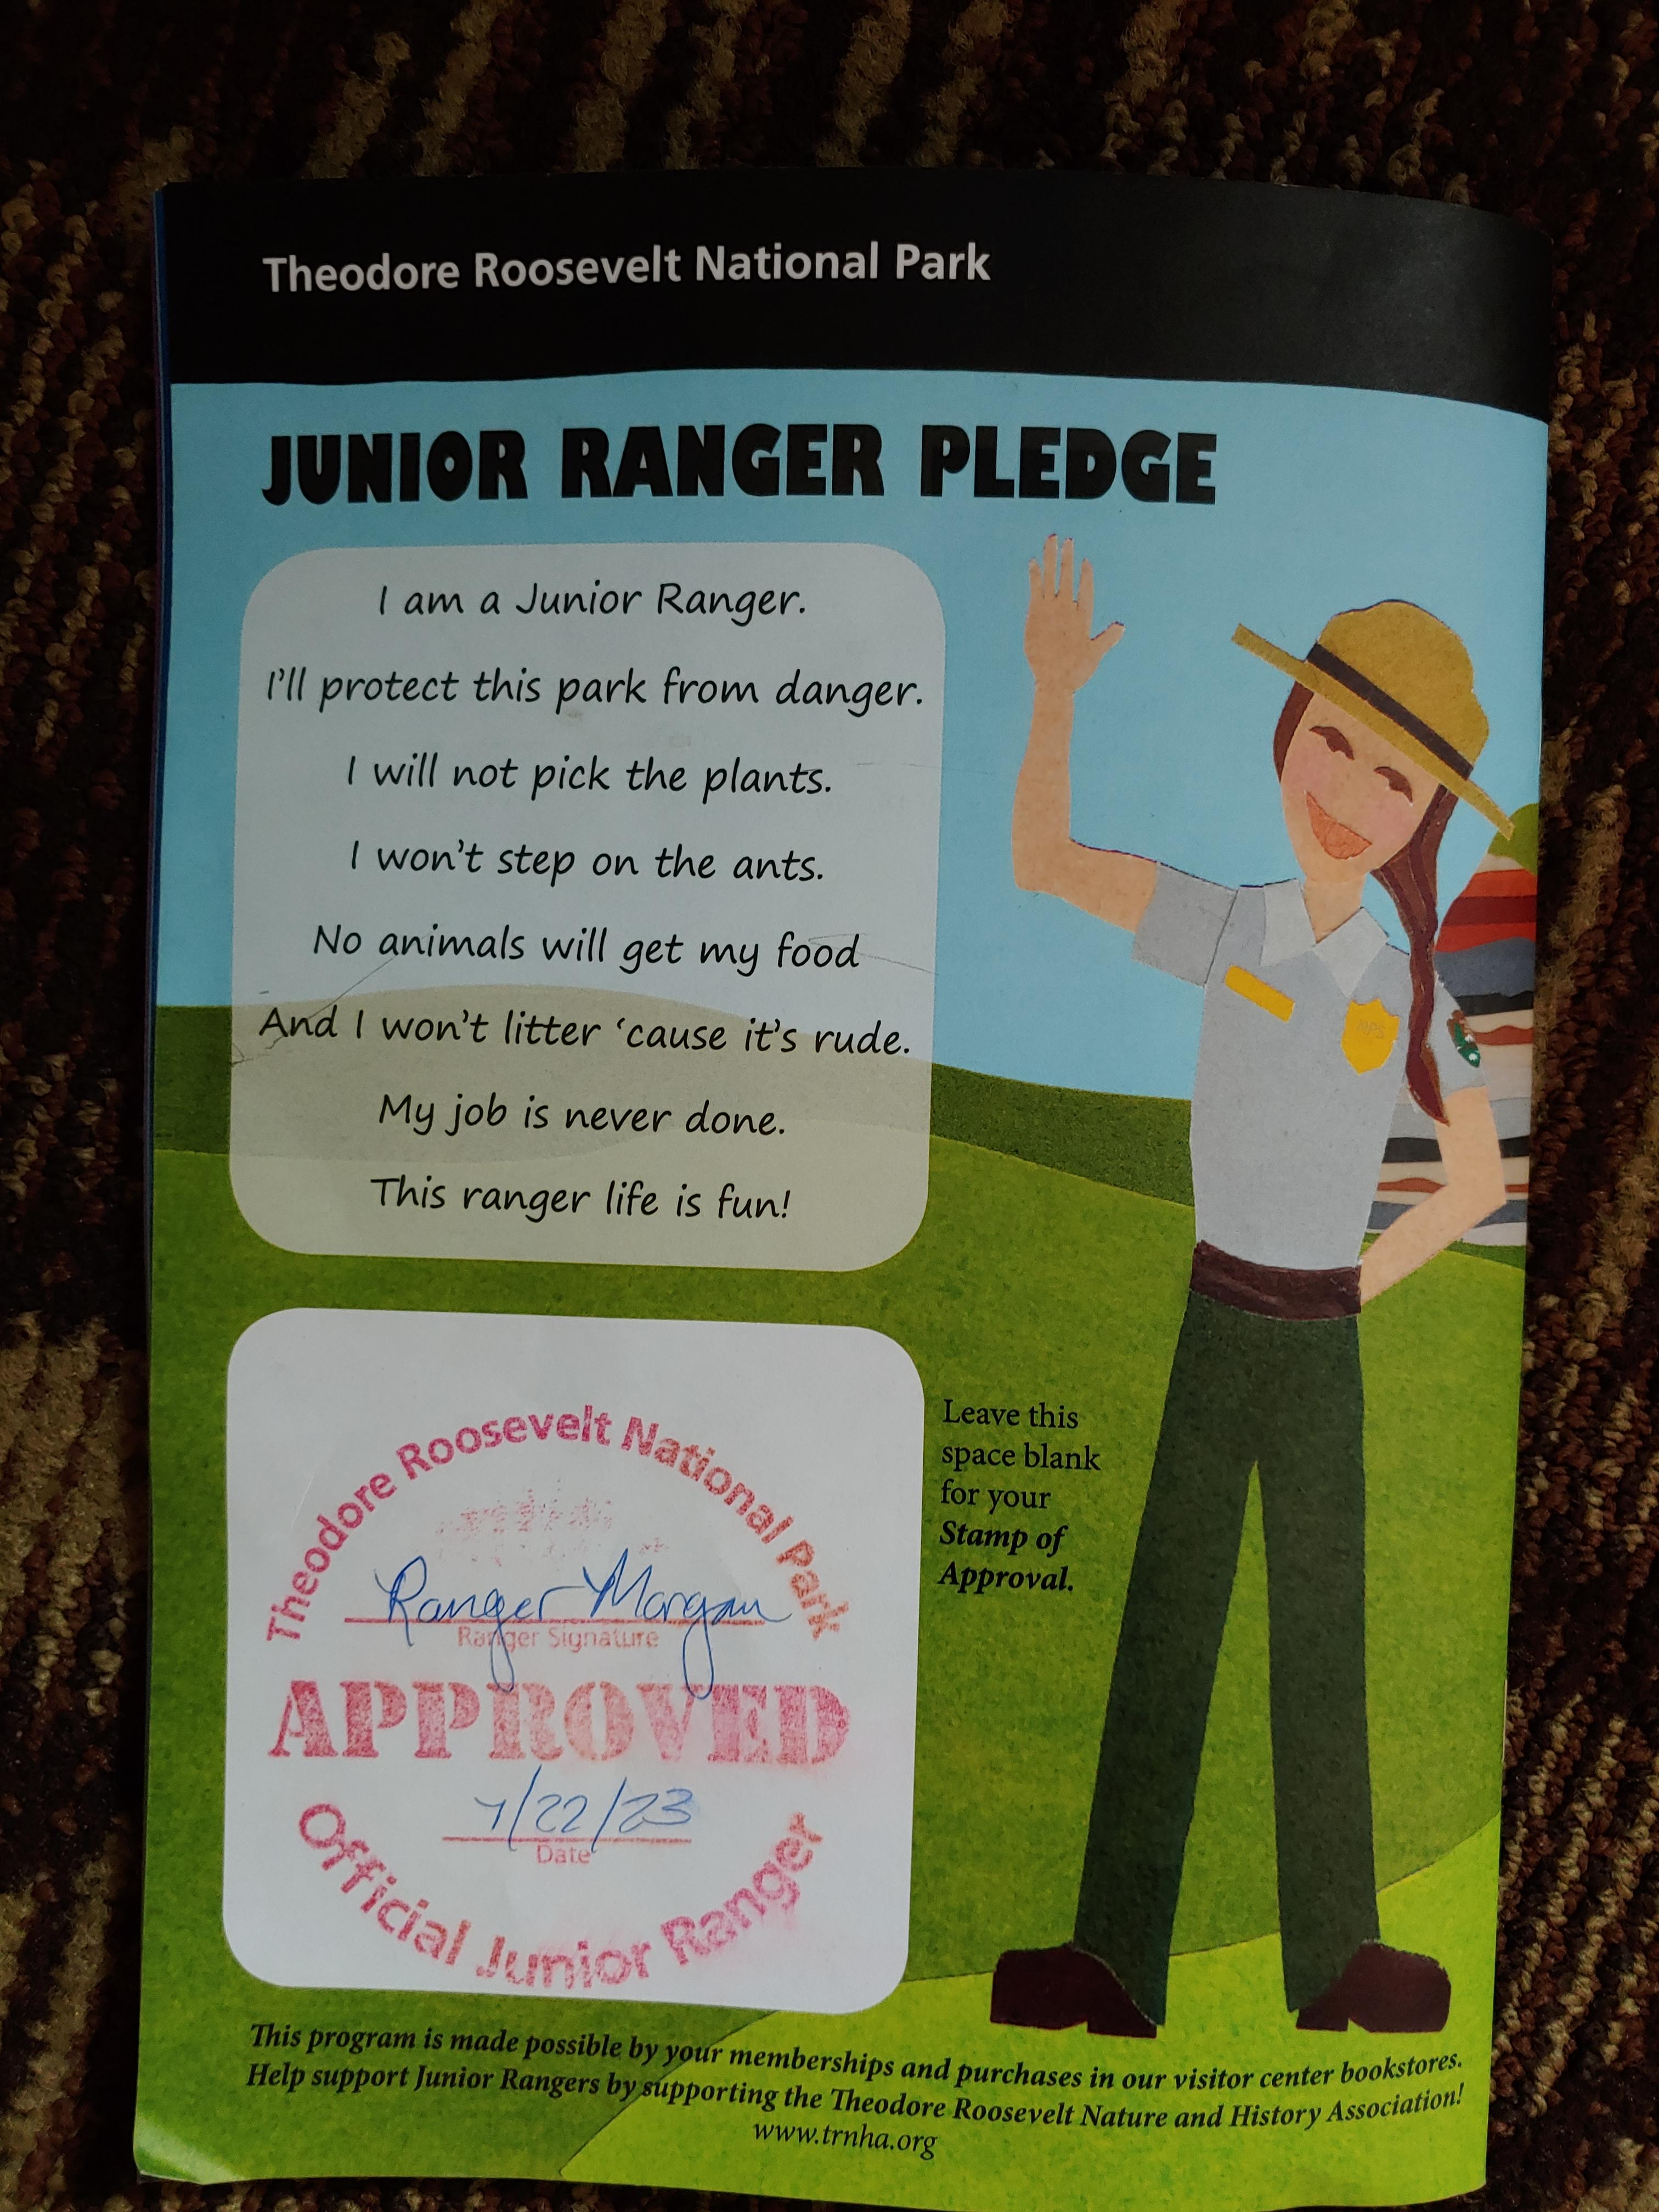 Theodore Roosevelt National Park
JUNIOR RANGER PLEDGE
I am a Junior Ranger.
I'll protect this park from danger.
I will not pick the plants.
I won't step on the ants.
No animals will get my food
And I won't litter ‘cause it's rude.
My job is never done.
This ranger life is fun!
NPS
Theodore Roosevelt National Park
Ranger Morgan
Ranger Signature
APPROVED
7/22/23
Date
Official Junior Ranger
Leave this
space blank
for your
Stamp of
Approval.
This program is made possible by your memberships and purchases in our visitor center bookstores.
Help support Junior Rangers by supporting the Theodore Roosevelt Nature and History Association!
www.trnha.org